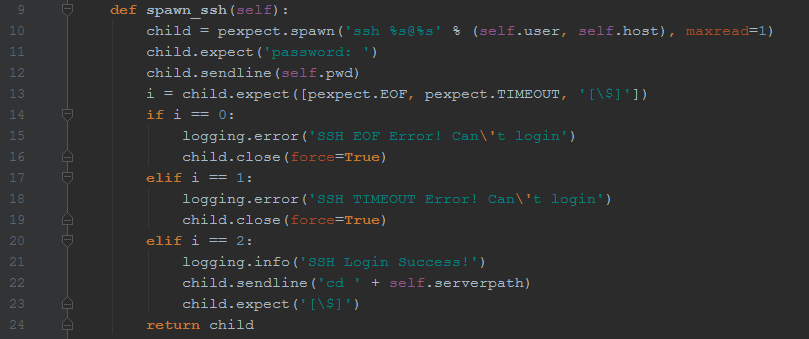 9 def spawn_ssh(self):
10 child = pexpect.spawn('ssh %s@%s' % (self.user, self.host), maxread=1)
11 child.expect('password: ')
12 child.sendline(self.pwd)
13 i = child.expect([pexpect.EOF, pexpect.TIMEOUT, '[\$]'])
14 if i == 0:
15 logging.error('SSH EOF Error! Can\'t login')
16 child.close(force=True)
17 elif i == 1:
18 logging.error('SSH TIMEOUT Error! Can\'t login')
19 child.close(force=True)
20 elif i == 2:
21 logging.info('SSH Login Success!')
22 child.sendline('cd ' + self.serverpath)
23 child.expect('[\$]')
24 return child